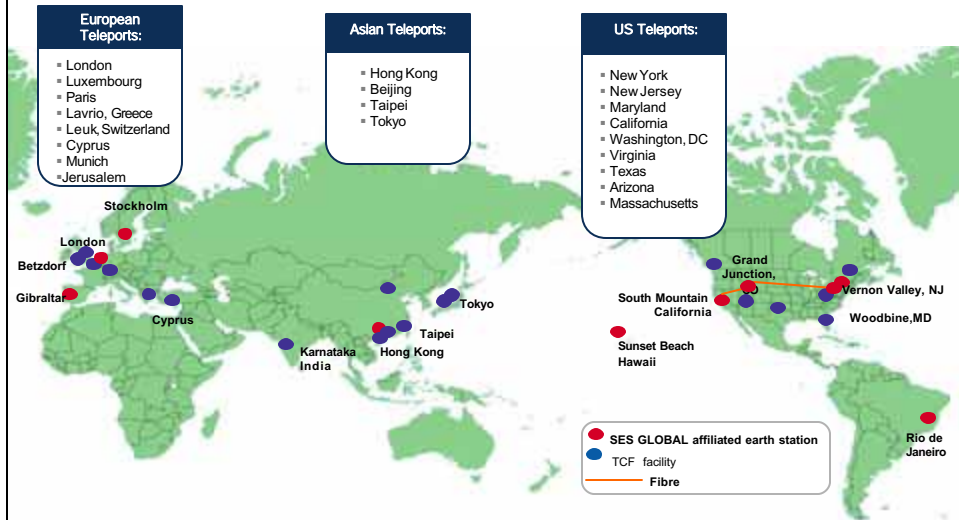 European
Teleports:
London
Luxembourg
Paris
Lavrio, Greece
Leuk, Switzerland
Cyprus
Munich
Jerusalem
Asian Teleports:
Hong Kong
Beijing
Taipei
Tokyo
US Teleports:
New York
New Jersey
Maryland
California
Washington, DC
Virginia
Texas
Arizona
Massachusetts
Stockholm
London
Betzdorf
Gibraltar
Cyprus
Karnataka
India
Hong Kong
Taipei
Tokyo
Grand
Junction,
CO
South Mountain
California
Vernon Valley, NJ
Woodbine,MD
Sunset Beach
Hawaii
Rio de
Janeiro
SES GLOBAL affiliated earth station
TCF facility
Fibre